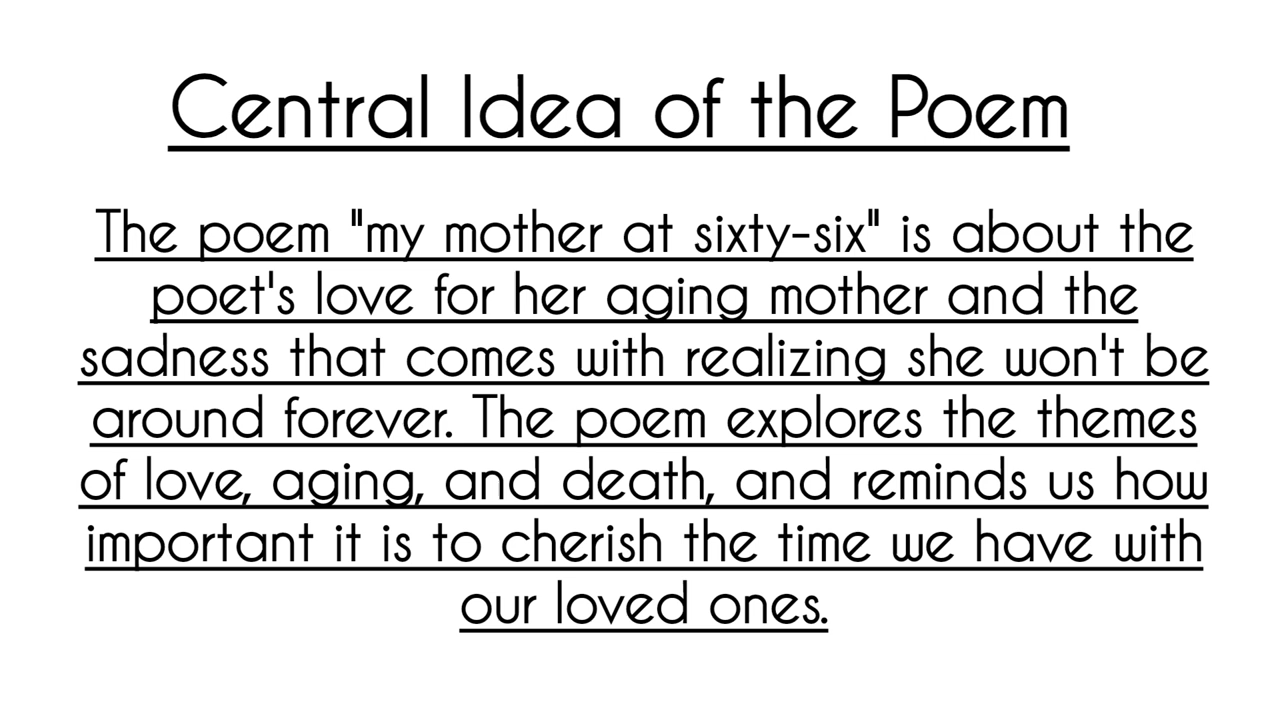 Central Idea of the Poem
The poem "my mother at sixty-six" is about the
poet's love for her aging mother and the
sadness that comes with realizing she won't be
around forever. The poem explores the themes
of love, aging, and death, and reminds us how
important it is to cherish the time we have with
our loved ones.